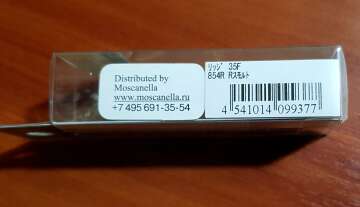 Distributed by
Moscanella
www.moscanella.ru
+7 495 691-35-54
ﾘｯｼﾞ 35F
854R Rｽﾓﾙﾄ
4 541014 099377